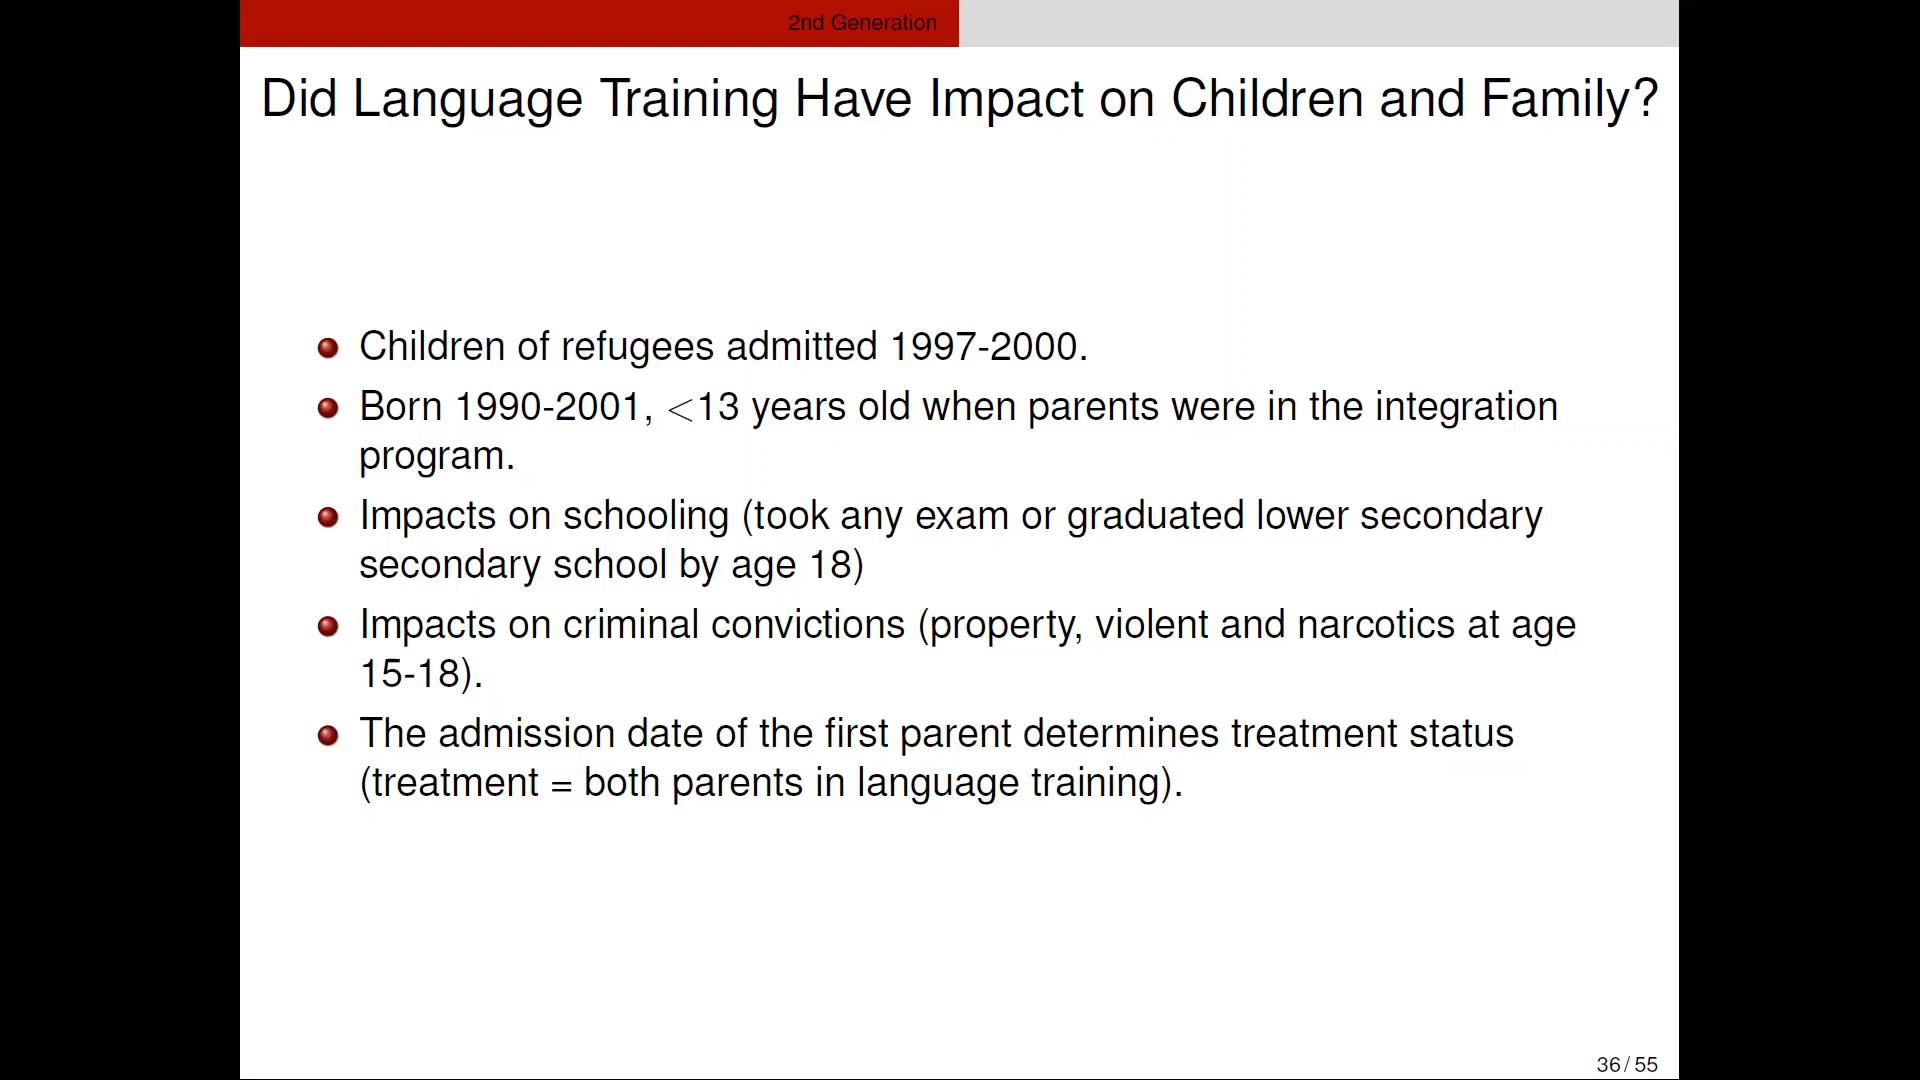 2nd Generation
Did Language Training Have Impact on Children and Family?
Children of refugees admitted 1997-2000.
Born 1990-2001, <13 years old when parents were in the integration
program.
Impacts on schooling (took any exam or graduated lower secondary
secondary school by age 18)
Impacts on criminal convictions (property, violent and narcotics at age
15-18).
The admission date of the first parent determines treatment status
(treatment = both parents in language training).
36 / 55